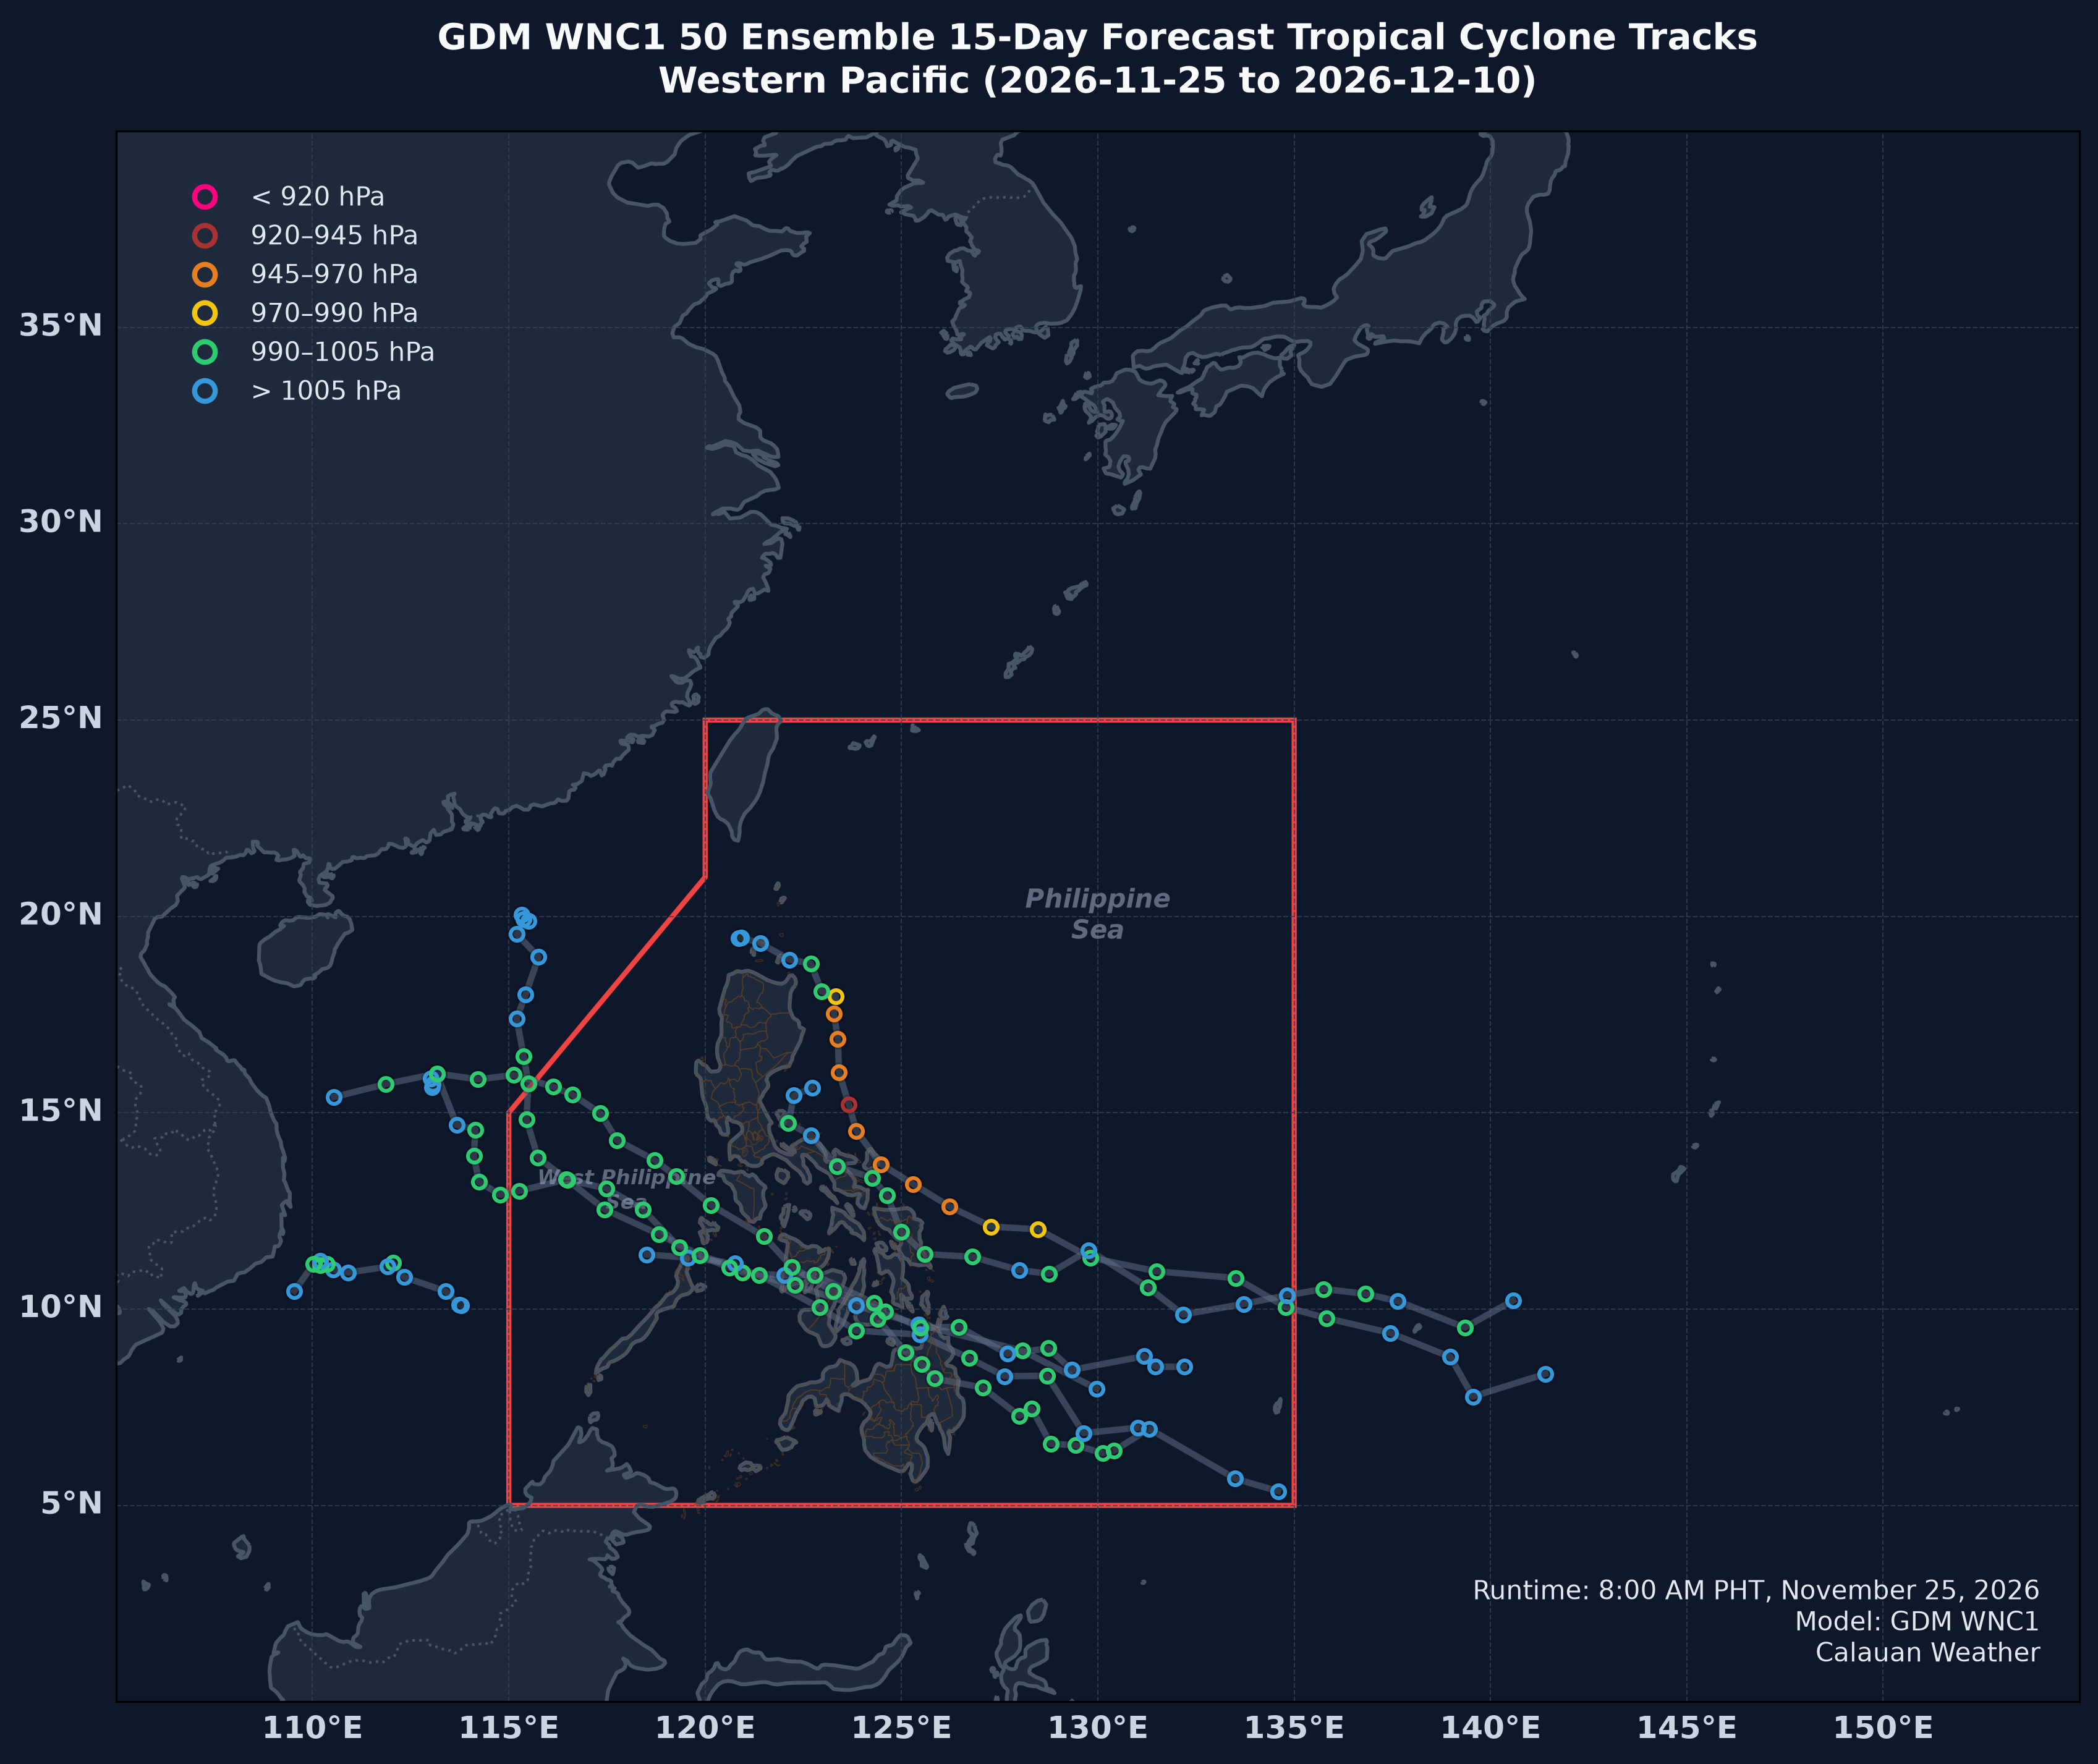 GDM WNC1 50 Ensemble 15-Day Forecast Tropical Cyclone Tracks
Western Pacific (2026-11-25 to 2026-12-10)
< 920 hPa
920–945 hPa
945–970 hPa
970–990 hPa
990–1005 hPa
> 1005 hPa
35°N
30°N
25°N
20°N
15°N
10°N
5°N
Philippine
Sea
West Philippine
Sea
Runtime: 8:00 AM PHT, November 25, 2026
Model: GDM WNC1
Calauan Weather
110°E
115°E
120°E
125°E
130°E
135°E
140°E
145°E
150°E